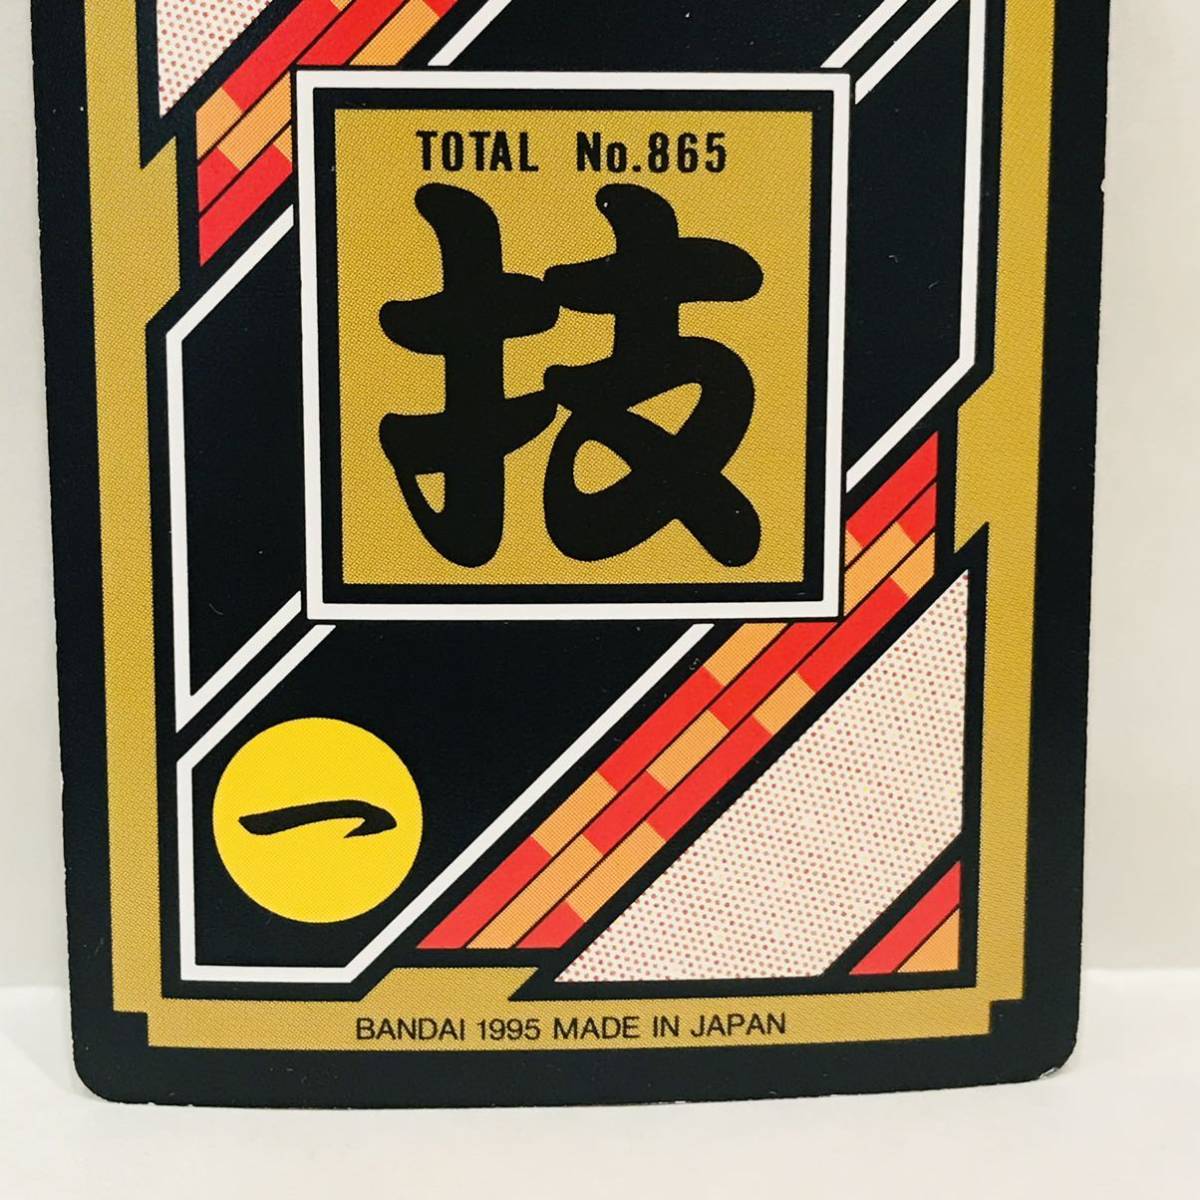 TOTAL No.865
技
一
BANDAI 1995 MADE IN JAPAN